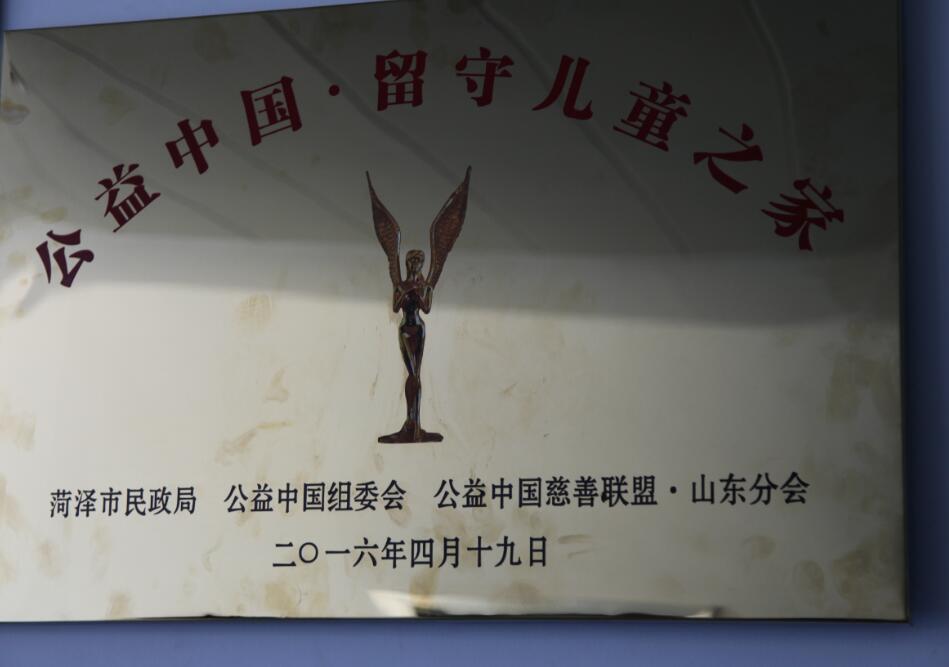 公益中国·留守儿童之家
菏泽市民政局 公益中国组委会 公益中国慈善联盟·山东分会
二〇一六年四月十九日